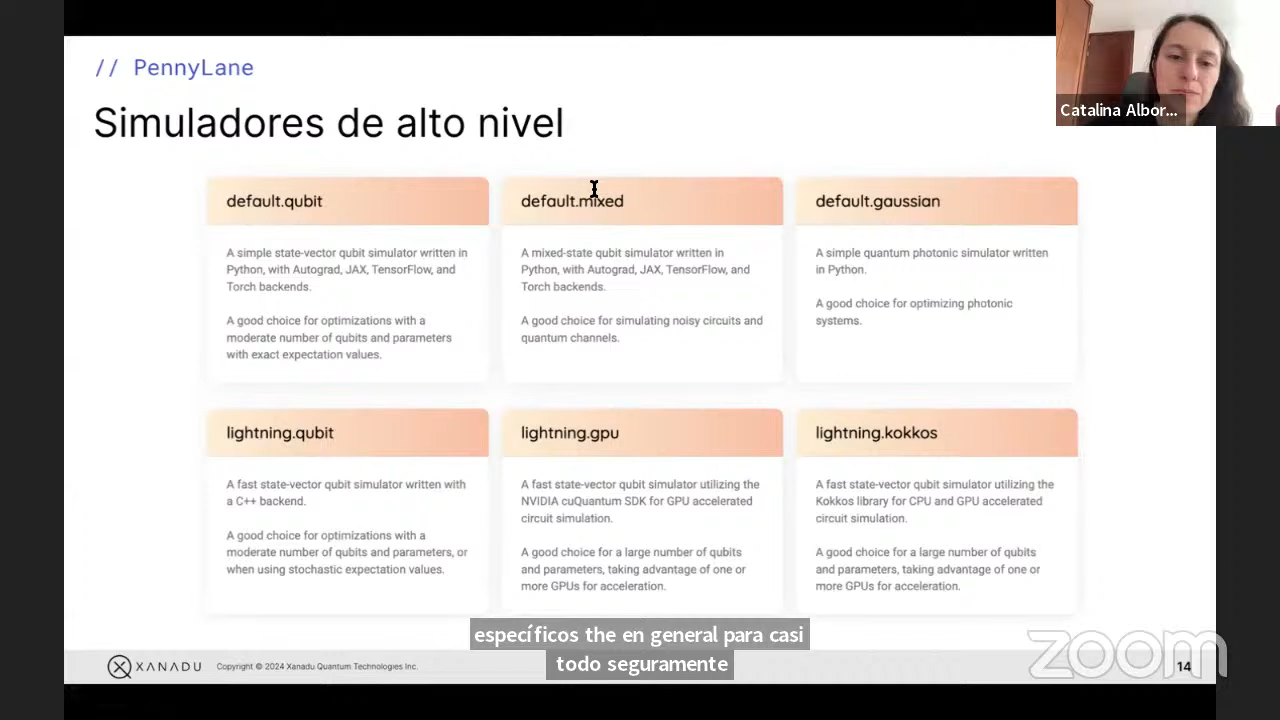 // PennyLane
Simuladores de alto nivel
Catalina Albor...
default.qubit
A simple state-vector qubit simulator written in
Python, with Autograd, JAX, TensorFlow, and
Torch backends.
A good choice for optimizations with a
moderate number of qubits and parameters
with exact expectation values.
default.mixed
A mixed-state qubit simulator written in
Python, with Autograd, JAX, TensorFlow, and
Torch backends.
A good choice for simulating noisy circuits and
quantum channels.
default.gaussian
A simple quantum photonic simulator written
in Python.
A good choice for optimizing photonic
systems.
lightning.qubit
A fast state-vector qubit simulator written with
a C++ backend.
A good choice for optimizations with a
moderate number of qubits and parameters, or
when using stochastic expectation values.
lightning.gpu
A fast state-vector qubit simulator utilizing the
NVIDIA cuQuantum SDK for GPU accelerated
circuit simulation.
A good choice for a large number of qubits
and parameters, taking advantage of one or
more GPUs for acceleration.
lightning.kokkos
A fast state-vector qubit simulator utilizing the
Kokkos library for CPU and GPU accelerated
circuit simulation.
A good choice for a large number of qubits
and parameters, taking advantage of one or
more GPUs for acceleration.
específicos the en general para casi
todo seguramente
XANADU
Copyright © 2024 Xanadu Quantum Technologies Inc.
zoom
14